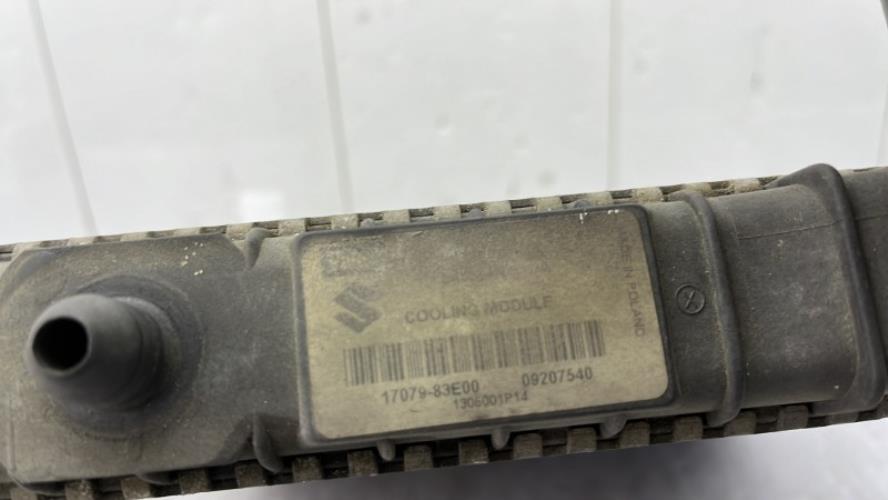 COOLING MODULE
17079-83E00 09207540
1306001P14
MADE IN POLAND